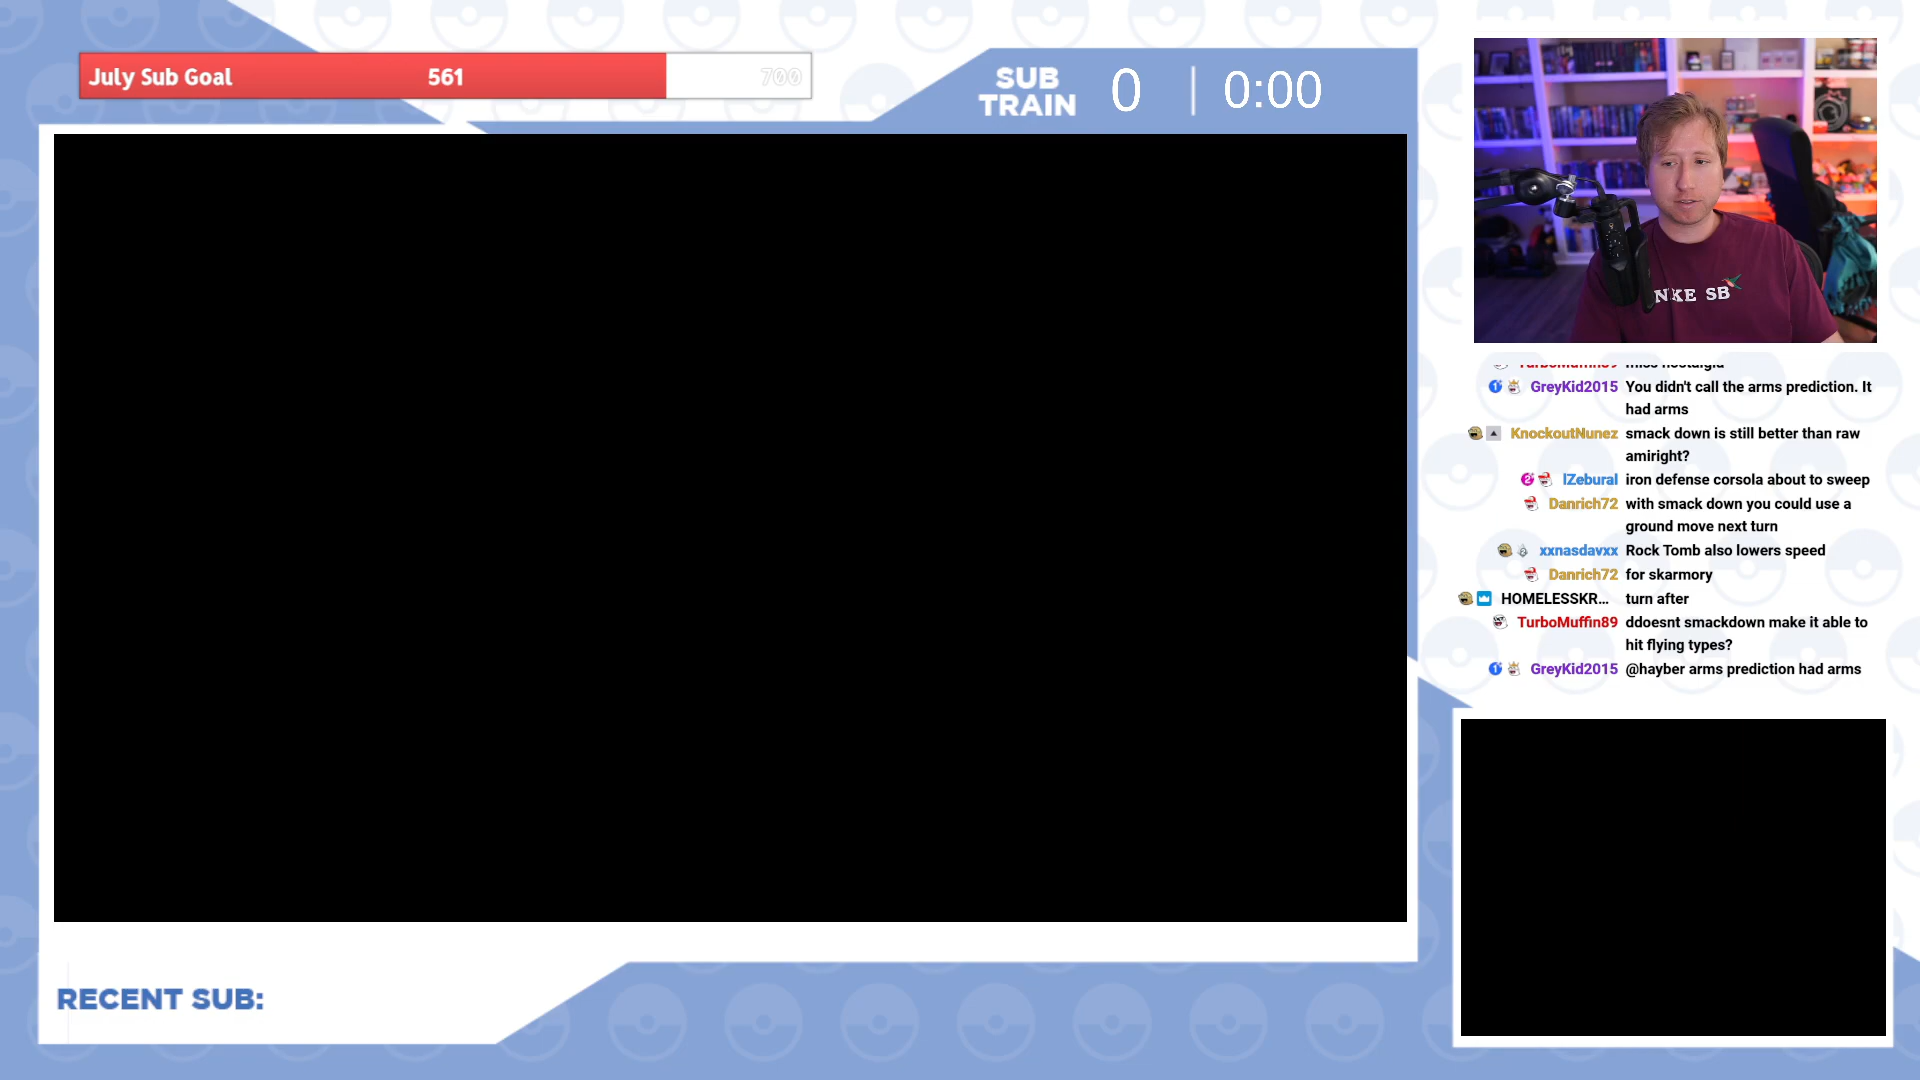 July Sub Goal 561 700
SUB
TRAIN
0
0:00
NIKE SB
GreyKid2015 You didn't call the arms prediction. It
had arms
KnockoutNunez smack down is still better than raw
amiright?
lZebural iron defense corsola about to sweep
Danrich72 with smack down you could use a
ground move next turn
xxnasdavxx Rock Tomb also lowers speed
Danrich72 for skarmory
HOMELESSKR... turn after
TurboMuffin89 ddoesnt smackdown make it able to
hit flying types?
GreyKid2015 @hayber arms prediction had arms
RECENT SUB: